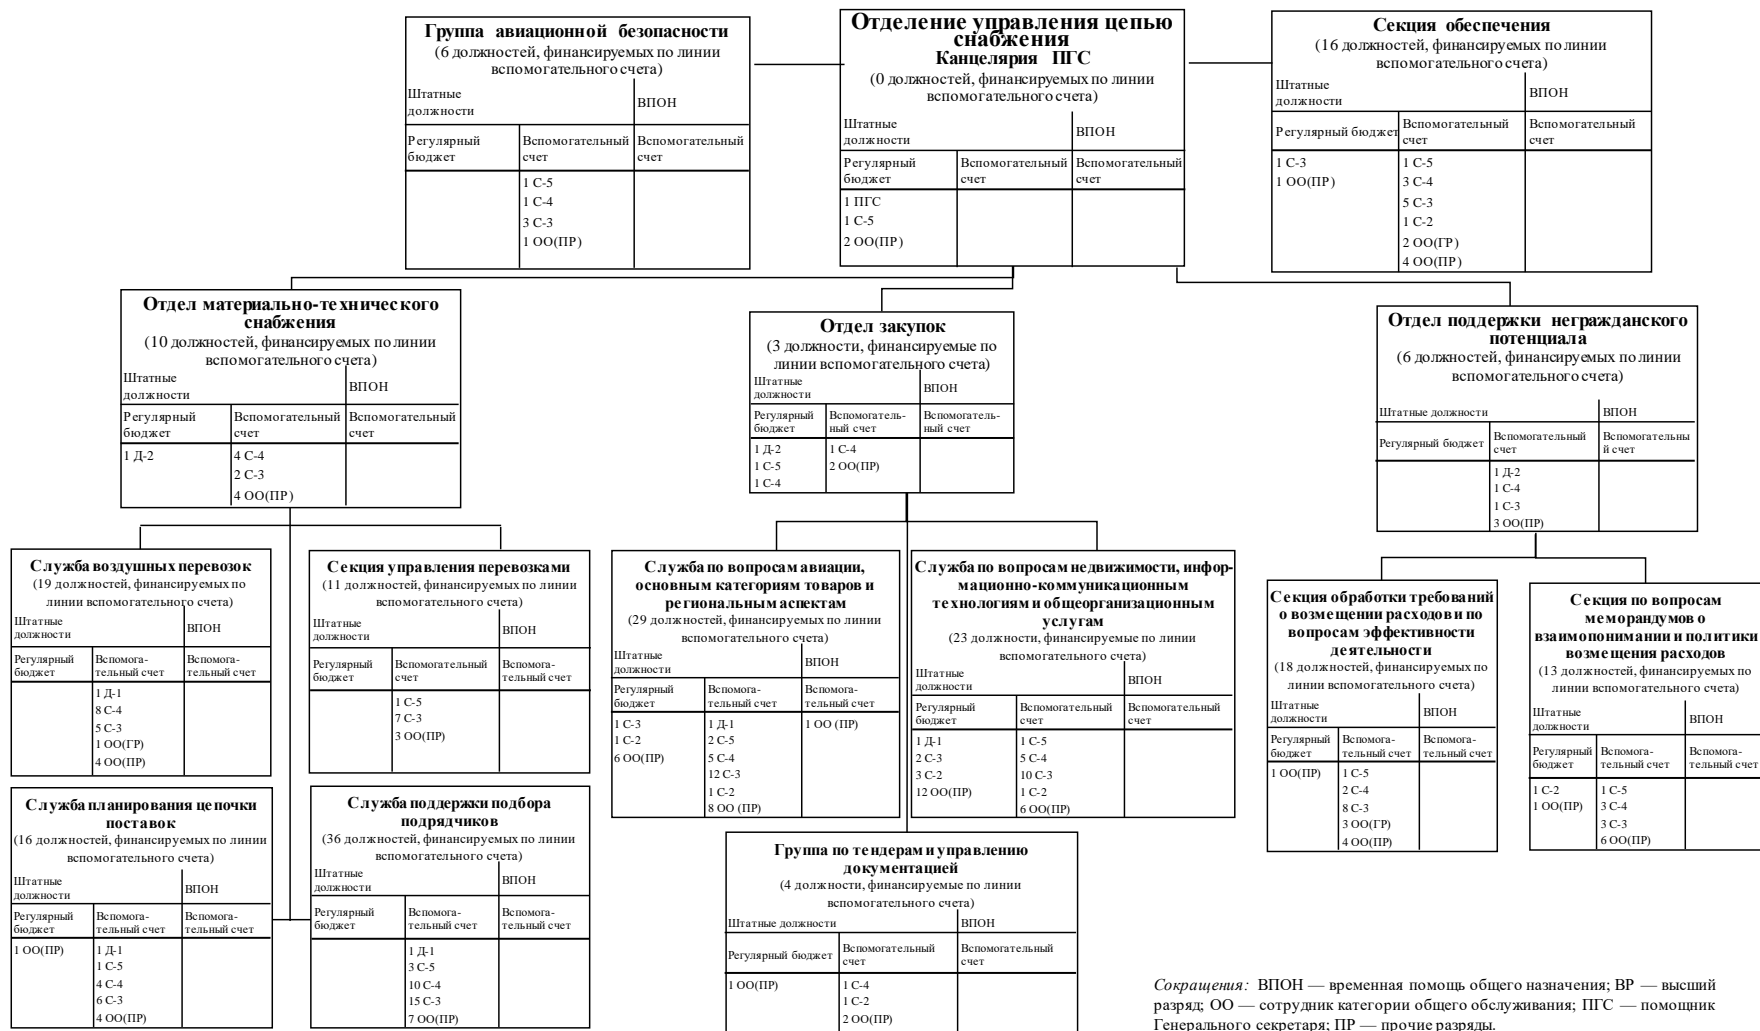 Группа авиационной безопасности
(6 должностей, финансируемых по линии
вспомогательного счета)
Штатные
должности
ВПОН
Регулярный
бюджет
Вспомогательный
счет
Вспомогательный
счет
1 С-5
1 С-4
3 С-3
1 ОО(ПР)
Отделение управления цепью
снабжения
Канцелярия ПГС
(0 должностей, финансируемых по линии
вспомогательного счета)
Штатные
должности
ВПОН
Регулярный
бюджет
Вспомогательный
счет
Вспомогательный
счет
1 ПГС
1 С-5
2 ОО(ПР)
Секция обеспечения
(16 должностей, финансируемых по линии
вспомогательного счета)
Штатные
должности
ВПОН
Регулярный бюджет
Вспомогательный
счет
Вспомогательный
счет
1 С-3
1 ОО(ПР)
1 С-5
3 С-4
5 С-3
1 С-2
2 ОО(ГР)
4 ОО(ПР)
Отдел материально-технического
снабжения
(10 должностей, финансируемых по линии
вспомогательного счета)
Штатные
должности
ВПОН
Регулярный
бюджет
Вспомогательный
счет
Вспомогательный
счет
1 Д-2
4 С-4
2 С-3
4 ОО(ПР)
Отдел закупок
(3 должности, финансируемые по
линии вспомогательного счета)
Штатные
должности
ВПОН
Регулярный
бюджет
Вспомогатель-
ный счет
Вспомогатель-
ный счет
1 Д-2
1 С-5
1 С-4
1 С-4
2 ОО(ПР)
Отдел поддержки негражданского
потенциала
(6 должностей, финансируемых по линии
вспомогательного счета)
Штатные должности
ВПОН
Регулярный бюджет
Вспомогательный
счет
Вспомогательны
й счет
1 Д-2
1 С-4
1 С-3
3 ОО(ПР)
Служба воздушных перевозок
(19 должностей, финансируемых по
линии вспомогательного счета)
Штатные
должности
ВПОН
Регулярный
бюджет
Вспомога-
тельный счет
Вспомога-
тельный счет
1 Д-1
8 С-4
5 С-3
1 ОО(ГР)
4 ОО(ПР)
Секция управления перевозками
(11 должностей, финансируемых по линии
вспомогательного счета)
Штатные
должности
ВПОН
Регулярный
бюджет
Вспомогательный
счет
Вспомога-
тельный счет
1 С-5
7 С-3
3 ОО(ПР)
Служба по вопросам авиации,
основным категориям товаров и
региональным аспектам
(29 должностей, финансируемых по линии
вспомогательного счета)
Штатные
должности
ВПОН
Регулярный
бюджет
Вспомога-
тельный счет
Вспомога-
тельный счет
1 С-3
1 С-2
6 ОО(ПР)
1 Д-1
2 С-5
5 С-4
12 С-3
1 С-2
8 ОО (ПР)
1 ОО (ПР)
Служба по вопросам недвижимости, инфор-
мационно-коммуникационным
технологиям и общеорганизационным
услугам
(23 должности, финансируемые по линии
вспомогательного счета)
Штатные
должности
ВПОН
Регулярный
бюджет
Вспомогательный
счет
Вспомогательный
счет
1 Д-1
2 С-3
3 С-2
12 ОО(ПР)
1 С-5
5 С-4
10 С-3
1 С-2
6 ОО(ПР)
Секция обработки требований
о возмещении расходов и по
вопросам эффективности
деятельности
(18 должностей, финансируемых по
линии вспомогательного счета)
Штатные
должности
ВПОН
Регулярный
бюджет
Вспомога-
тельный счет
Вспомога-
тельный счет
1 ОО(ПР)
1 С-5
2 С-4
8 С-3
3 ОО(ГР)
4 ОО(ПР)
Секция по вопросам
меморандумов о
взаимопонимании и политики
возмещения расходов
(13 должностей, финансируемых по
линии вспомогательного счета)
Штатные
должности
ВПОН
Регулярный
бюджет
Вспомога-
тельный счет
Вспомога-
тельный счет
1 С-2
1 ОО(ПР)
1 С-5
3 С-4
3 С-3
6 ОО(ПР)
Служба планирования цепочки
поставок
(16 должностей, финансируемых по линии
вспомогательного счета)
Штатные
должности
ВПОН
Регулярный
бюджет
Вспомога-
тельный счет
Вспомога-
тельный счет
1 ОО(ПР)
1 Д-1
1 С-5
4 С-4
6 С-3
4 ОО(ПР)
Служба поддержки подбора
подрядчиков
(36 должностей, финансируемых по линии
вспомогательного счета)
Штатные
должности
ВПОН
Регулярный
бюджет
Вспомога-
тельный счет
Вспомога-
тельный счет
1 Д-1
3 С-5
10 С-4
15 С-3
7 ОО(ПР)
Группа по тендерам и управлению
документацией
(4 должности, финансируемые по линии
вспомогательного счета)
Штатные должности
ВПОН
Регулярный бюджет
Вспомогательный
счет
Вспомогательный
счет
1 ОО(ПР)
1 С-4
1 С-2
2 ОО(ПР)
Сокращения: ВПОН — временная помощь общего назначения; ВР — высший
разряд; ОО — сотрудник категории общего обслуживания; ПГС — помощник
Генерального секретаря; ПР — прочие разряды.